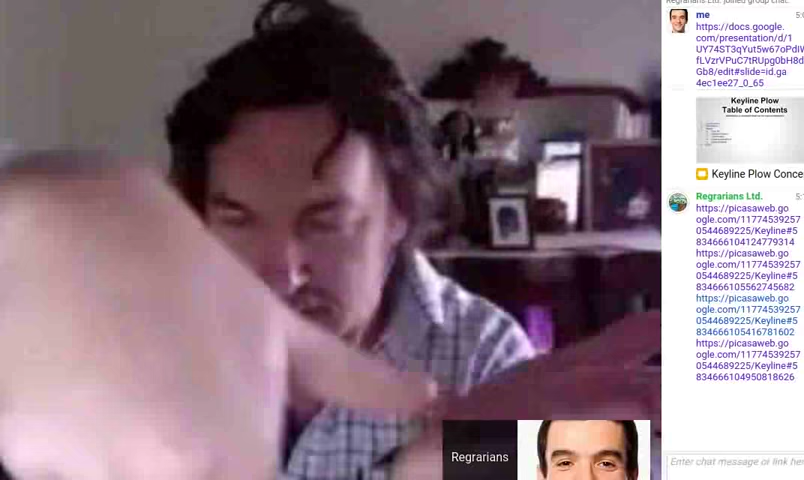 Regrarians Ltd. joined group chat.
me
https://docs.google.
com/presentation/d/1
Gb8/edit#slide=id.ga
4ec1ee27_0_65
Keyline Plow
Table of Contents
Keyline Plow Conce
Regrarians Ltd.
https://picasaweb.go
ogle.com/11774539257
0544689225/Keyline#5
834666104124779314
https://picasaweb.go
ogle.com/11774539257
0544689225/Keyline#5
834666105562745682
https://picasaweb.go
ogle.com/11774539257
0544689225/Keyline#5
834666105416781602
https://picasaweb.go
ogle.com/11774539257
0544689225/Keyline#5
834666104950818626
Regrarians
Enter chat message or link here